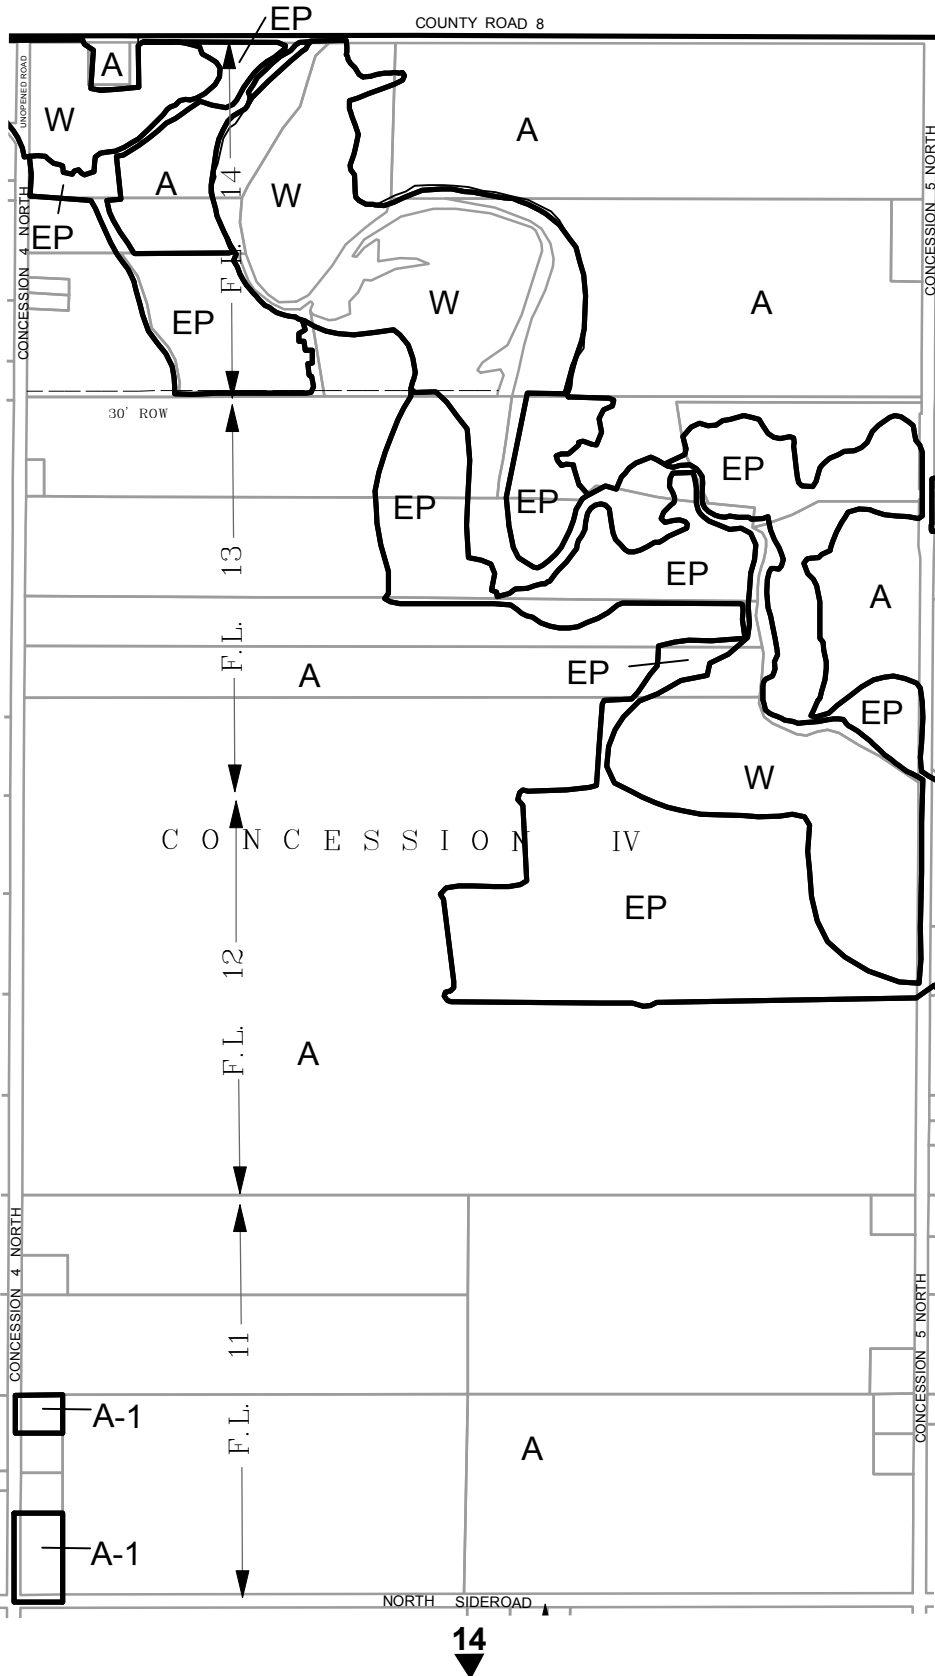 EP
COUNTY ROAD 8
A
UNOPENED ROAD
W
A
CONCESSION 5 NORTH
A
14
W
CONCESSION 4 NORTH
EP
F.L.
W
A
EP
30' ROW
EP
EP
EP
13
EP
A
F.L.
A
EP
EP
W
CONCESSION IV
EP
12
F.L.
A
CONCESSION 4 NORTH
CONCESSION 5 NORTH
11
A-1
F.L.
A
A-1
NORTH SIDEROAD
14